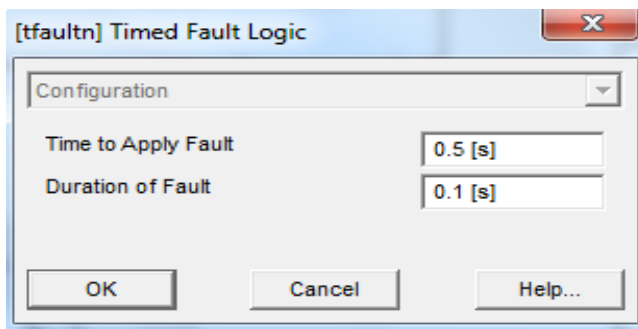 [tfaultn] Timed Fault Logic
Configuration
Time to Apply Fault 0.5 [s]
Duration of Fault 0.1 [s]
OK Cancel Help...